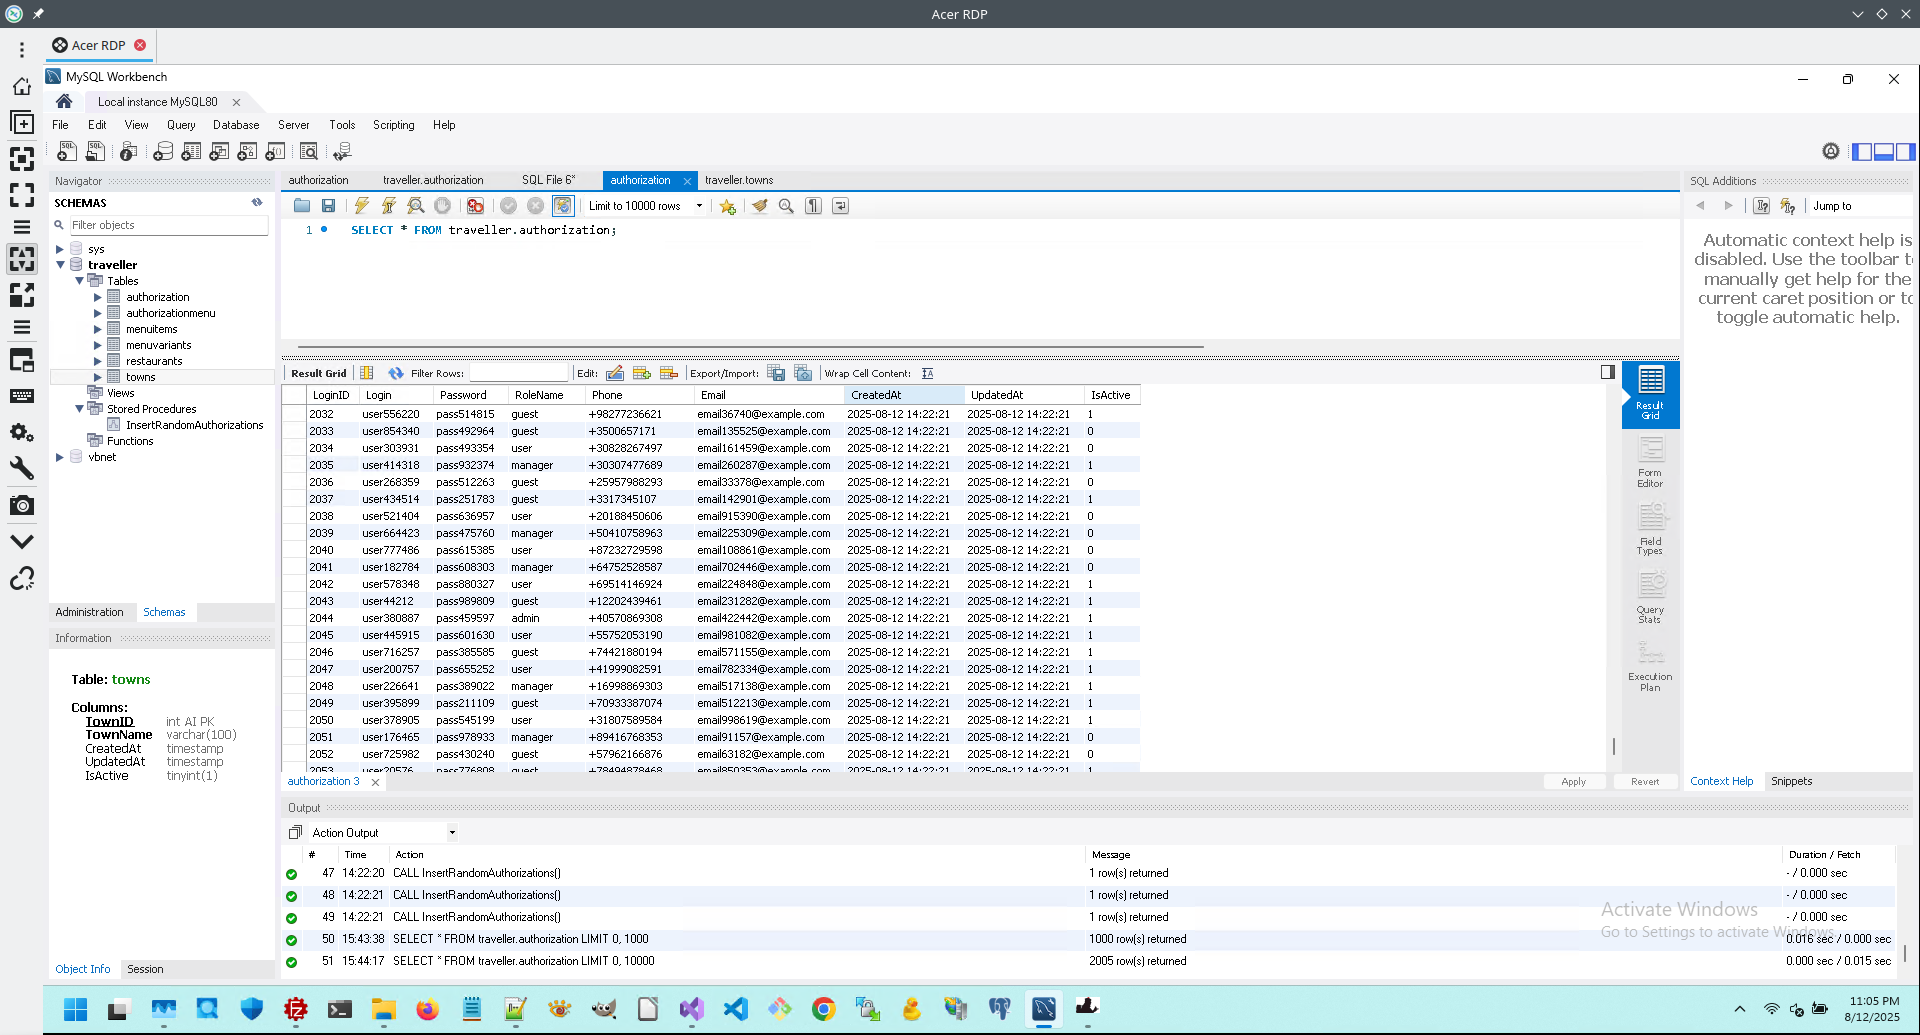 Acer RDP
Acer RDP
MySQL Workbench
Local instance MySQL80
File Edit View Query Database Server Tools Scripting Help
Navigator
SCHEMAS
Filter objects
sys
traveller
Tables
authorization
authorizationmenu
menuitems
menuvariants
restaurants
towns
Views
Stored Procedures
InsertRandomAuthorizations
Functions
vbnet
Administration Schemas
Information
Table: towns
Columns:
TownID int AI PK
TownName varchar(100)
CreatedAt timestamp
UpdatedAt timestamp
IsActive tinyint(1)
Object Info Session
authorization traveller.authorization SQL File 6* authorization traveller.towns
Limit to 10000 rows
1 SELECT * FROM traveller.authorization;
Result Grid Filter Rows: Edit: Export/Import: Wrap Cell Content:
LoginID Login Password RoleName Phone Email CreatedAt UpdatedAt IsActive
2032 user556220 pass514815 guest +98277236621 email36740@example.com 2025-08-12 14:22:21 2025-08-12 14:22:21 1
2033 user854340 pass492964 guest +3500657171 email135525@example.com 2025-08-12 14:22:21 2025-08-12 14:22:21 0
2034 user303931 pass493354 user +30828267497 email161459@example.com 2025-08-12 14:22:21 2025-08-12 14:22:21 0
2035 user414318 pass932374 manager +30307477689 email260287@example.com 2025-08-12 14:22:21 2025-08-12 14:22:21 1
2036 user268359 pass512263 guest +25957988293 email33378@example.com 2025-08-12 14:22:21 2025-08-12 14:22:21 0
2037 user434514 pass251783 guest +3317345107 email142901@example.com 2025-08-12 14:22:21 2025-08-12 14:22:21 1
2038 user521404 pass636957 user +20188450606 email915390@example.com 2025-08-12 14:22:21 2025-08-12 14:22:21 0
2039 user664423 pass475760 manager +50410758963 email225309@example.com 2025-08-12 14:22:21 2025-08-12 14:22:21 0
2040 user777486 pass615385 user +87232729598 email108861@example.com 2025-08-12 14:22:21 2025-08-12 14:22:21 0
2041 user182784 pass608303 manager +64752528587 email702446@example.com 2025-08-12 14:22:21 2025-08-12 14:22:21 0
2042 user578348 pass880327 user +69514146924 email224848@example.com 2025-08-12 14:22:21 2025-08-12 14:22:21 1
2043 user44212 pass989809 guest +12202439461 email231282@example.com 2025-08-12 14:22:21 2025-08-12 14:22:21 1
2044 user380887 pass459597 admin +40570869308 email422442@example.com 2025-08-12 14:22:21 2025-08-12 14:22:21 1
2045 user445915 pass601630 user +55752053190 email981082@example.com 2025-08-12 14:22:21 2025-08-12 14:22:21 1
2046 user716257 pass385585 guest +74421880194 email571155@example.com 2025-08-12 14:22:21 2025-08-12 14:22:21 1
2047 user200757 pass655252 user +41999082591 email782334@example.com 2025-08-12 14:22:21 2025-08-12 14:22:21 1
2048 user226641 pass389022 manager +16998869303 email517138@example.com 2025-08-12 14:22:21 2025-08-12 14:22:21 1
2049 user395899 pass211109 guest +70933387074 email512213@example.com 2025-08-12 14:22:21 2025-08-12 14:22:21 1
2050 user378905 pass545199 user +31807589584 email998619@example.com 2025-08-12 14:22:21 2025-08-12 14:22:21 1
2051 user176465 pass978933 manager +89416768353 email91157@example.com 2025-08-12 14:22:21 2025-08-12 14:22:21 0
2052 user725982 pass430240 guest +57962166876 email63182@example.com 2025-08-12 14:22:21 2025-08-12 14:22:21 0
2053 user20576 pass776808 guest +78494878468 email850353@example.com 2025-08-12 14:22:21 2025-08-12 14:22:21 1
Result Grid
Form Editor
Field Types
Query Stats
Execution Plan
authorization 3 Apply Revert
SQL Additions
Jump to
Automatic context help is
disabled. Use the toolbar t
manually get help for the
current caret position or to
toggle automatic help.
Context Help Snippets
Output
Action Output
# Time Action Message Duration / Fetch
47 14:22:20 CALL InsertRandomAuthorizations() 1 row(s) returned - / 0.000 sec
48 14:22:21 CALL InsertRandomAuthorizations() 1 row(s) returned - / 0.000 sec
49 14:22:21 CALL InsertRandomAuthorizations() 1 row(s) returned - / 0.000 sec
50 15:43:38 SELECT * FROM traveller.authorization LIMIT 0, 1000 1000 row(s) returned 0.016 sec / 0.000 sec
51 15:44:17 SELECT * FROM traveller.authorization LIMIT 0, 10000 2005 row(s) returned 0.000 sec / 0.015 sec
Activate Windows
Go to Settings to activate Windows.
11:05 PM
8/12/2025